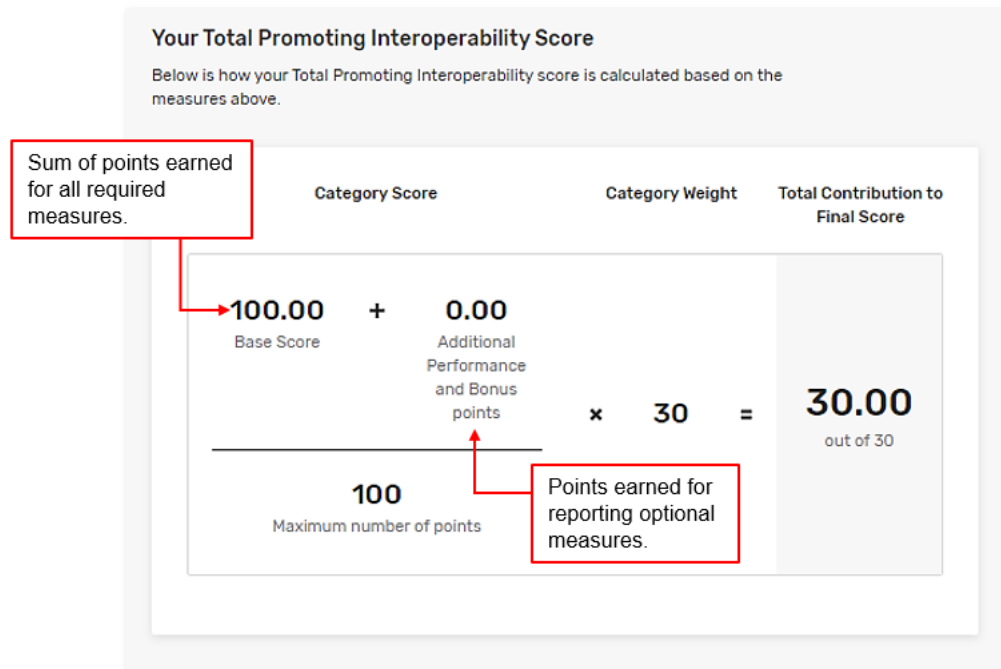 Your Total Promoting Interoperability Score
Below is how your Total Promoting Interoperability score is calculated based on the
measures above.
Sum of points earned
for all required
measures.
Category Score
Category Weight
Total Contribution to
Final Score
100.00 + 0.00
Base Score
Additional
Performance
and Bonus
points
× 30 =
30.00
out of 30
100
Maximum number of points
Points earned for
reporting optional
measures.